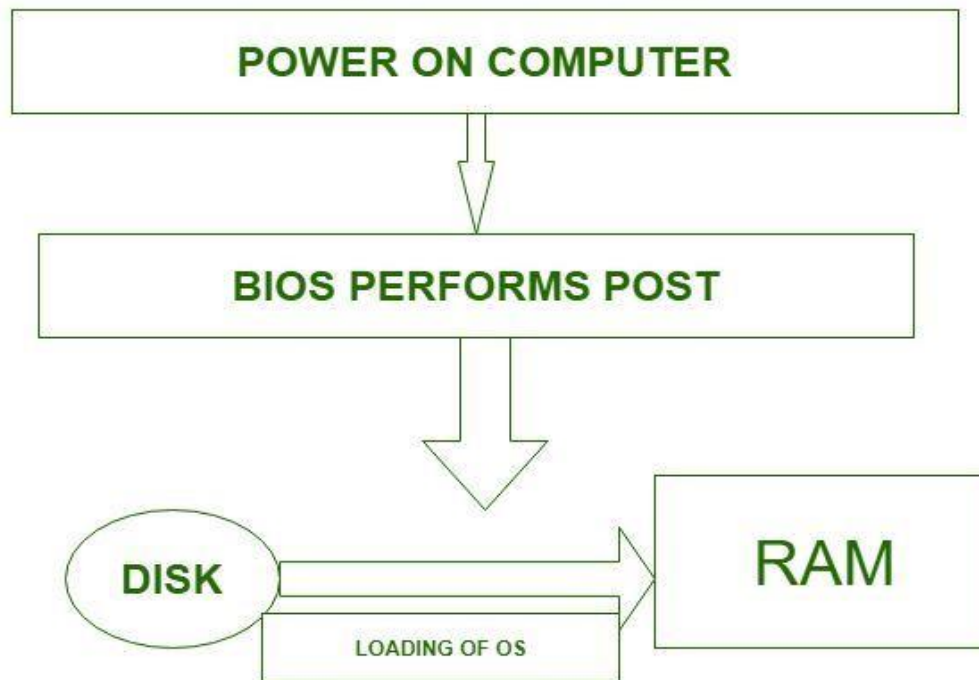 POWER ON COMPUTER
BIOS PERFORMS POST
DISK
RAM
LOADING OF OS